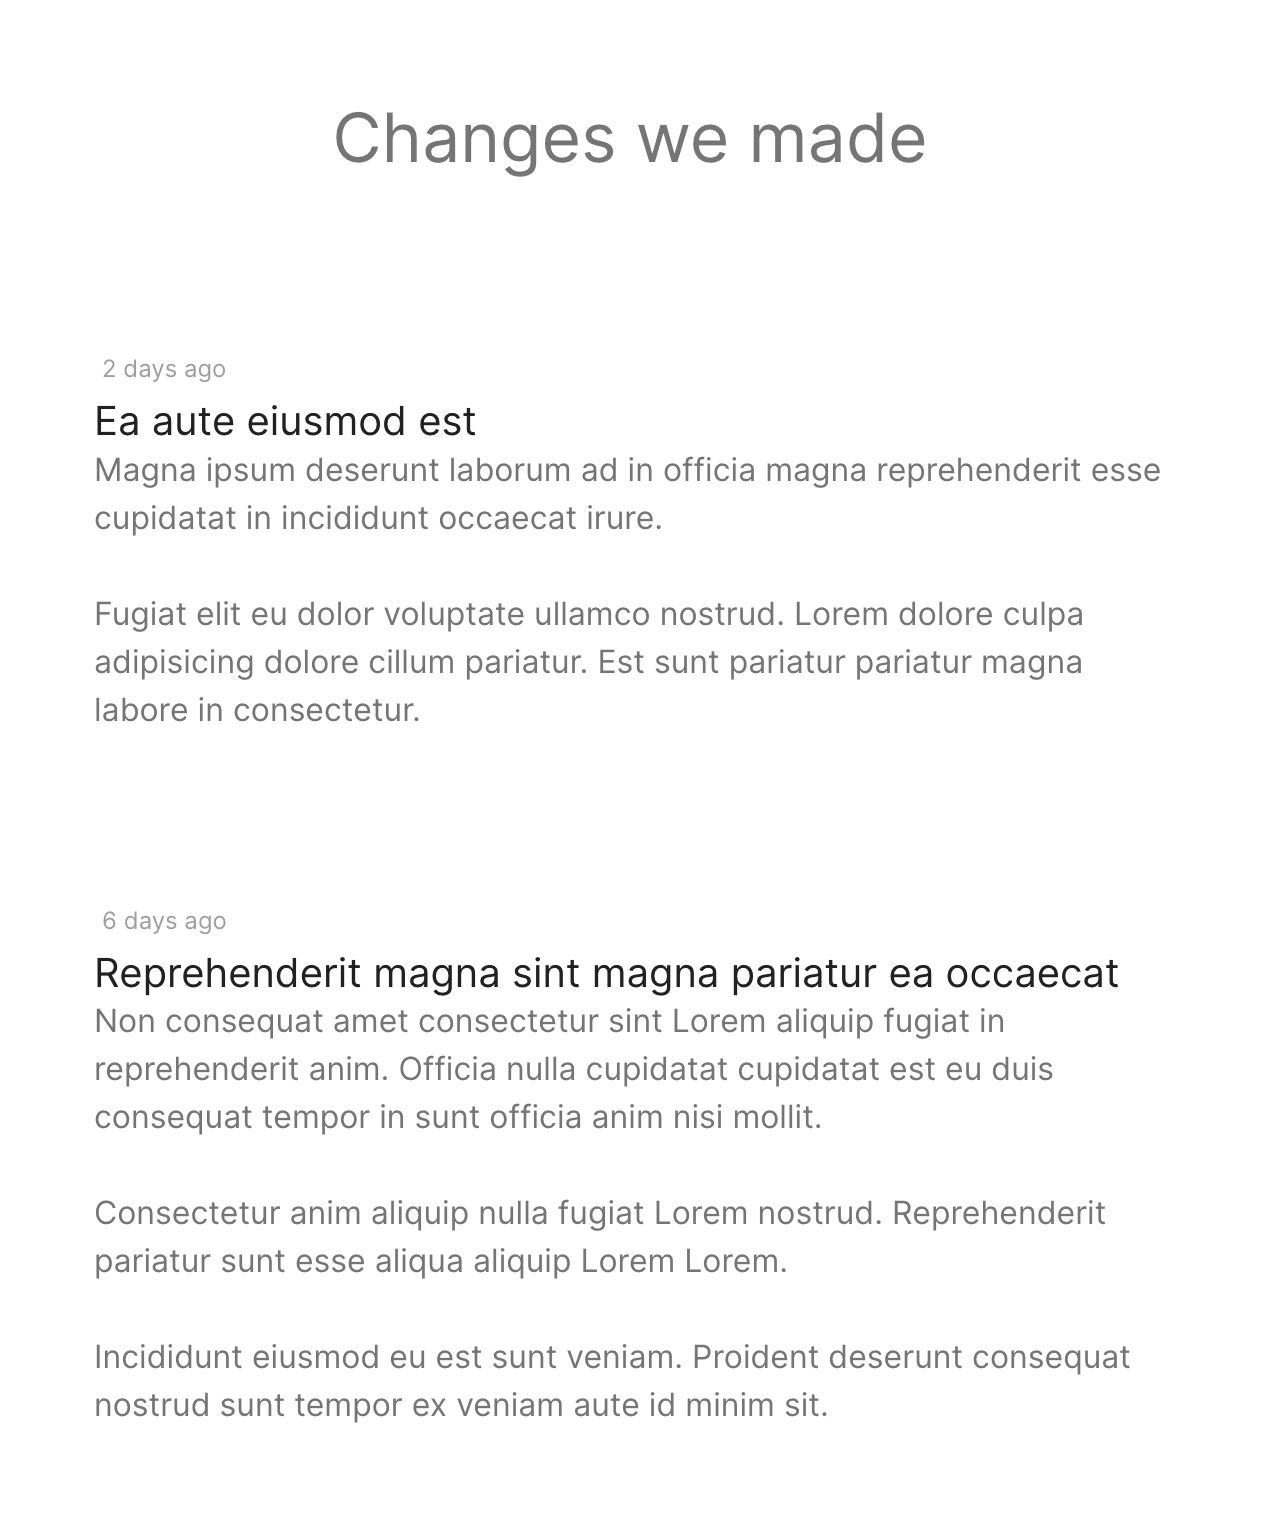 Changes we made
2 days ago
Ea aute eiusmod est
Magna ipsum deserunt laborum ad in officia magna reprehenderit esse
cupidatat in incididunt occaecat irure.
Fugiat elit eu dolor voluptate ullamco nostrud. Lorem dolore culpa
adipisicing dolore cillum pariatur. Est sunt pariatur pariatur magna
labore in consectetur.
6 days ago
Reprehenderit magna sint magna pariatur ea occaecat
Non consequat amet consectetur sint Lorem aliquip fugiat in
reprehenderit anim. Officia nulla cupidatat cupidatat est eu duis
consequat tempor in sunt officia anim nisi mollit.
Consectetur anim aliquip nulla fugiat Lorem nostrud. Reprehenderit
pariatur sunt esse aliqua aliquip Lorem Lorem.
Incididunt eiusmod eu est sunt veniam. Proident deserunt consequat
nostrud sunt tempor ex veniam aute id minim sit.